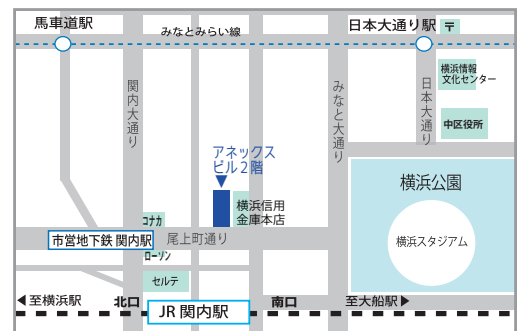 馬車道駅
みなとみらい線
日本大通り駅
〒
横浜情報
文化センター
関内大通り
みなと大通り
日本大通り
中区役所
アネックス
ビル2階
横浜公園
横浜信用
金庫本店
コナカ
市営地下鉄 関内駅
尾上町通り
横浜スタジアム
ローソン
セルテ
◀至横浜駅
北口
JR 関内駅
南口
至大船駅▶